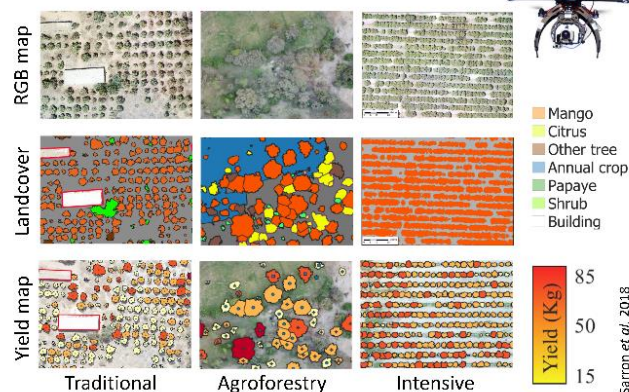 RGB map
Landcover
Yield map
Traditional
Agroforestry
Intensive
Mango
Citrus
Other tree
Annual crop
Papaye
Shrub
Building
Yield (Kg)
85
50
15
Sarron et al. 2018